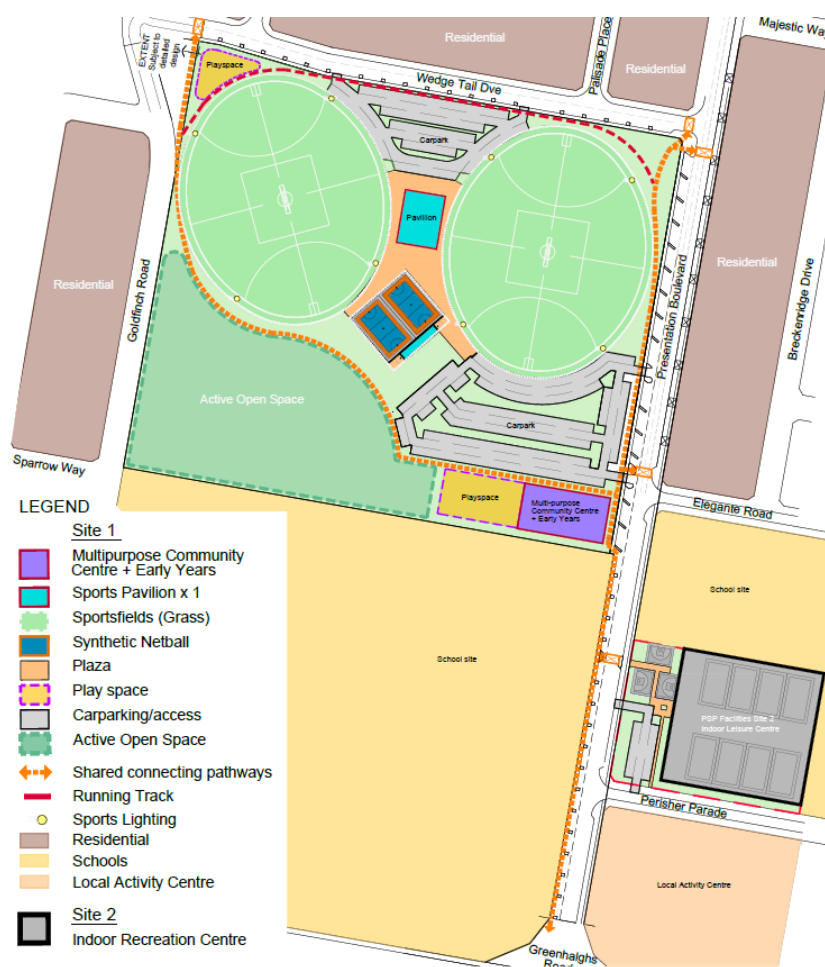 Majestic Way
Residential
Palisade Place
Residential
EXTENT
Subject to
detailed
design
Playspace
Wedge Tail Dve
Carpark
Pavilion
Residential
Residential
Goldfinch Road
Presentation Boulevard
Breckenridge Drive
Active Open Space
Carpark
Sparrow Way
Playspace
Multi-purpose
Community Centre
+ Early Years
Elegante Road
School site
School site
PSP Facilities Site 2
Indoor Leisure Centre
Perisher Parade
Local Activity Centre
Greenhalghs
LEGEND
Site 1
Multipurpose Community
Centre + Early Years
Sports Pavilion x 1
Sportsfields (Grass)
Synthetic Netball
Plaza
Play space
Carparking/access
Active Open Space
Shared connecting pathways
Running Track
Sports Lighting
Residential
Schools
Local Activity Centre
Site 2
Indoor Recreation Centre